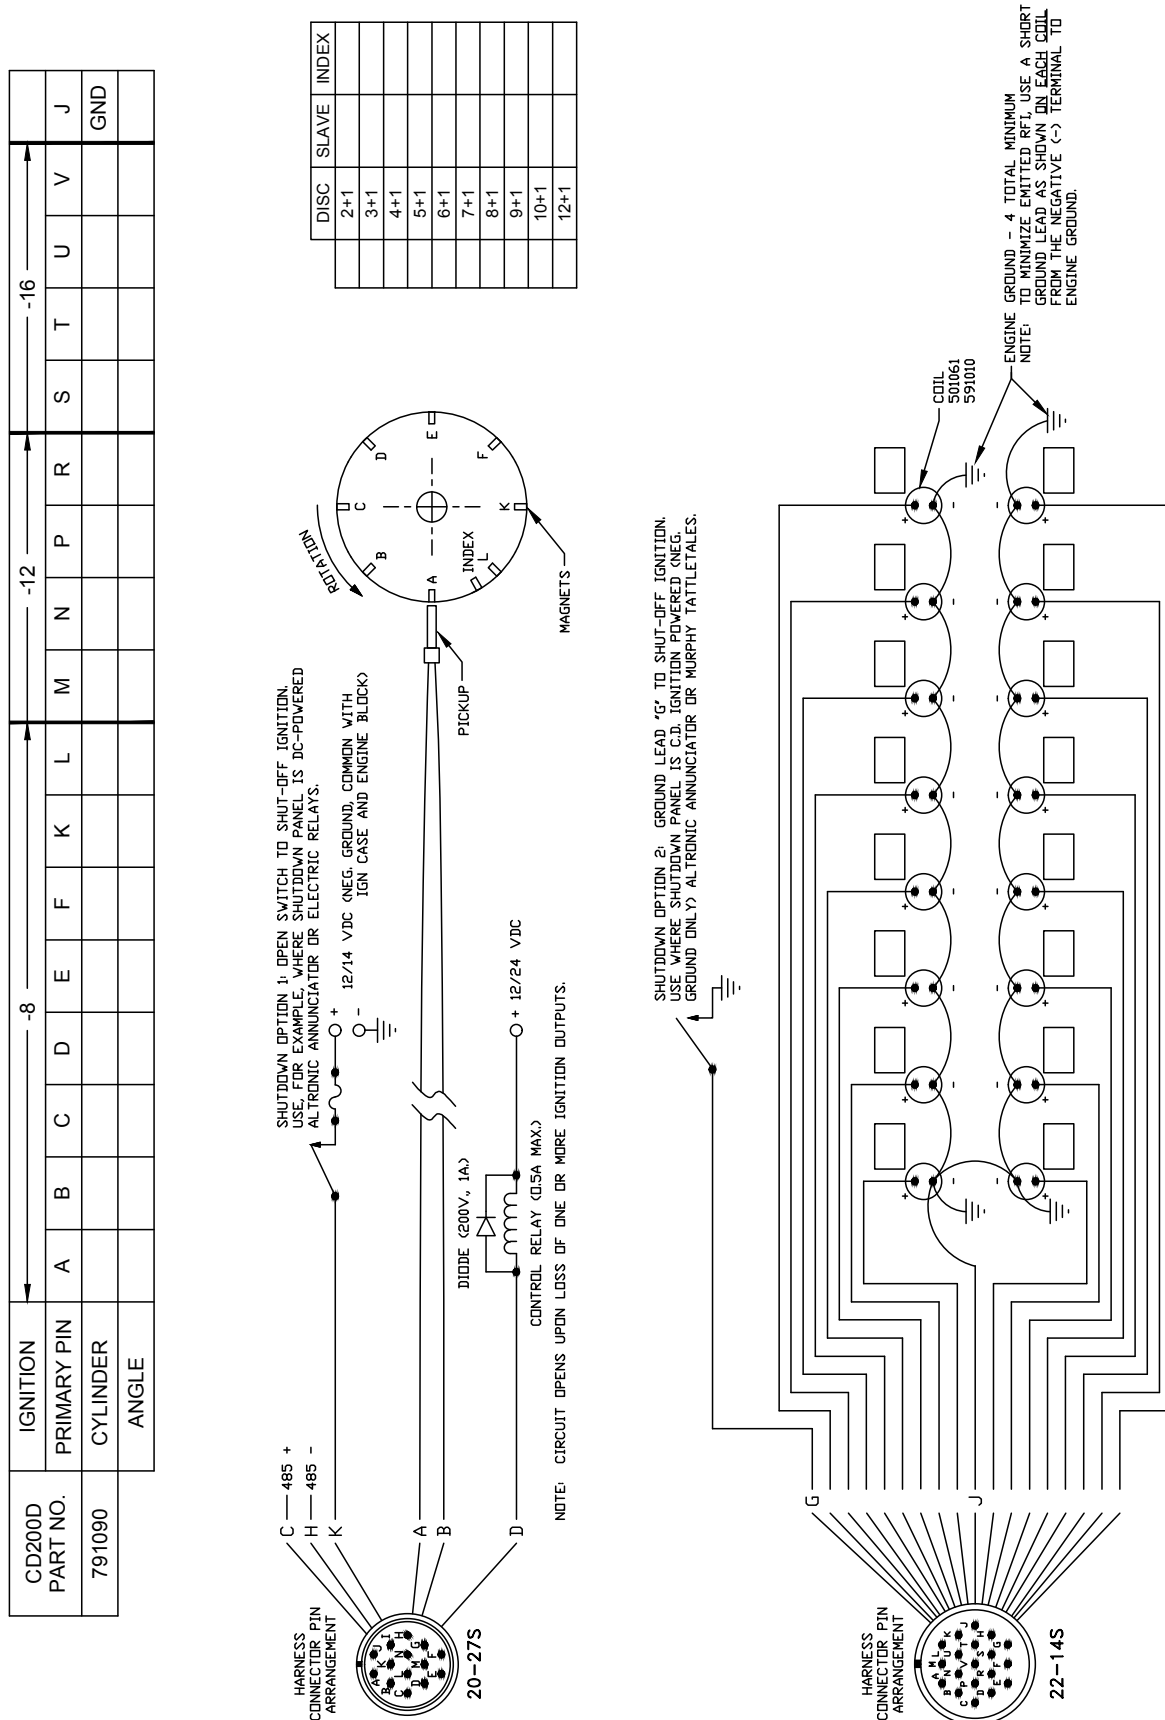 CD200D
PART NO.
IGNITION
-8
-12
-16
PRIMARY PIN
A B C D E F K L M N P R S T U V J
791090
CYLINDER
GND
ANGLE
DISC SLAVE INDEX
2+1
3+1
4+1
5+1
6+1
7+1
8+1
9+1
10+1
12+1
SHUTDOWN OPTION 1: OPEN SWITCH TO SHUT-OFF IGNITION.
USE, FOR EXAMPLE, WHERE SHUTDOWN PANEL IS DC-POWERED
ALTRONIC ANNUNCIATOR OR ELECTRIC RELAYS.
+
-
12/14 VDC (NEG. GROUND, COMMON WITH
IGN CASE AND ENGINE BLOCK)
C 485 +
H 485 -
K
A
B
D
HARNESS
CONNECTOR PIN
ARRANGEMENT
A
B
C
D
E
F
G
H
I
J
K
L
M
N
20-27S
ROTATION
A
B
C
D
E
F
K
L
INDEX
PICKUP
MAGNETS
DIODE (200V., 1A.)
+ 12/24 VDC
CONTROL RELAY (0.5A MAX.)
NOTE: CIRCUIT OPENS UPON LOSS OF ONE OR MORE IGNITION OUTPUTS.
SHUTDOWN OPTION 2: GROUND LEAD "G" TO SHUT-OFF IGNITION.
USE WHERE SHUTDOWN PANEL IS C.D. IGNITION POWERED (NEG.
GROUND ONLY) ALTRONIC ANNUNCIATOR OR MURPHY TATTLETALES.
COIL
501061
591010
ENGINE GROUND - 4 TOTAL MINIMUM
NOTE: TO MINIMIZE EMITTED RFI, USE A SHORT
GROUND LEAD AS SHOWN ON EACH COIL
FROM THE NEGATIVE (-) TERMINAL TO
ENGINE GROUND.
+ + + + + + + +
- - - - - - - -
- - - - - - - -
+ + + + + + + +
G
J
HARNESS
CONNECTOR PIN
ARRANGEMENT
A M L
B N U K
C P V T J
D R S H
E F G
22-14S